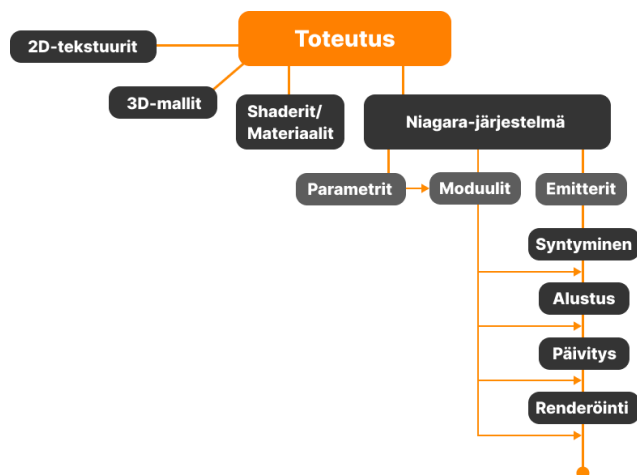 Toteutus
2D-tekstuurit
3D-mallit
Shaderit/
Materiaalit
Niagara-järjestelmä
Parametrit
Moduulit
Emitterit
Syntyminen
Alustus
Päivitys
Renderöinti